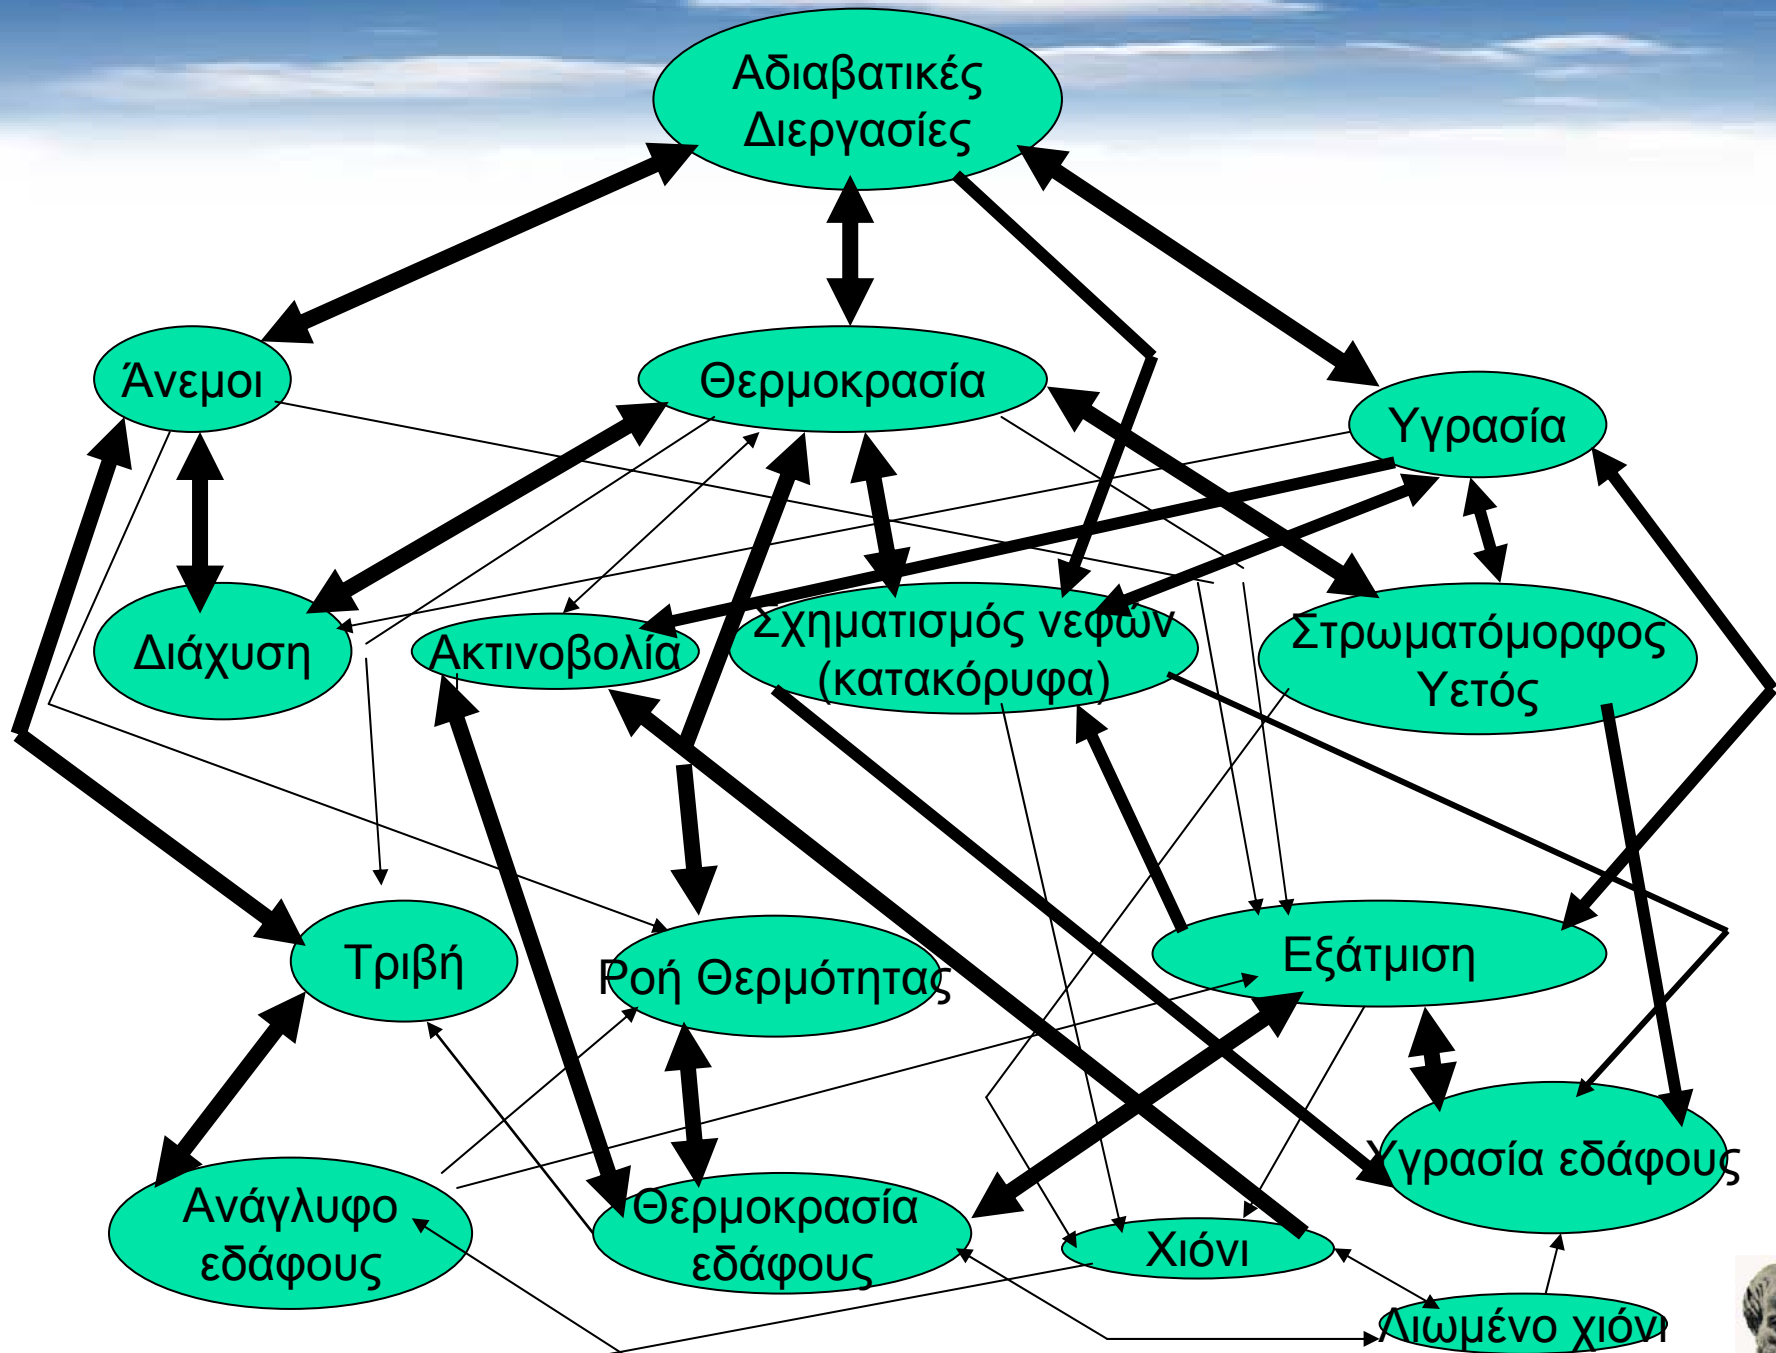 Αδιαβατικές
Διεργασίες
Άνεμοι
Θερμοκρασία
Υγρασία
Διάχυση
Ακτινοβολία
Σχηματισμός νεφών
(κατακόρυφα)
Στρωματόμορφος
Υετός
Τριβή
Ροή Θερμότητας
Εξάτμιση
Ανάγλυφο
εδάφους
Θερμοκρασία
εδάφους
Χιόνι
Υγρασία εδάφους
Λιωμένο χιόνι